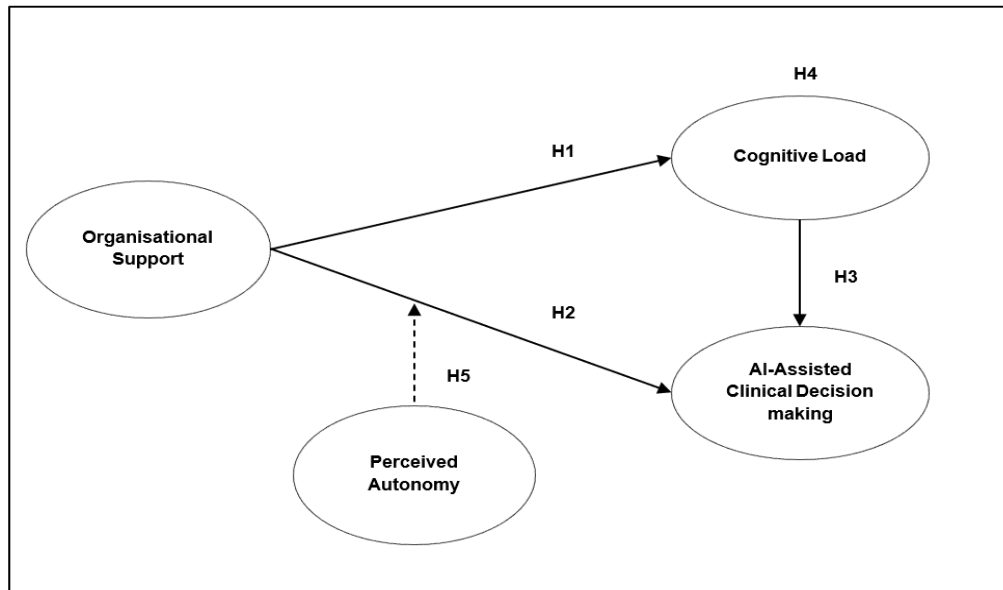 H4
Cognitive Load
H1
Organisational
Support
H3
H2
AI-Assisted
Clinical Decision
making
H5
Perceived
Autonomy